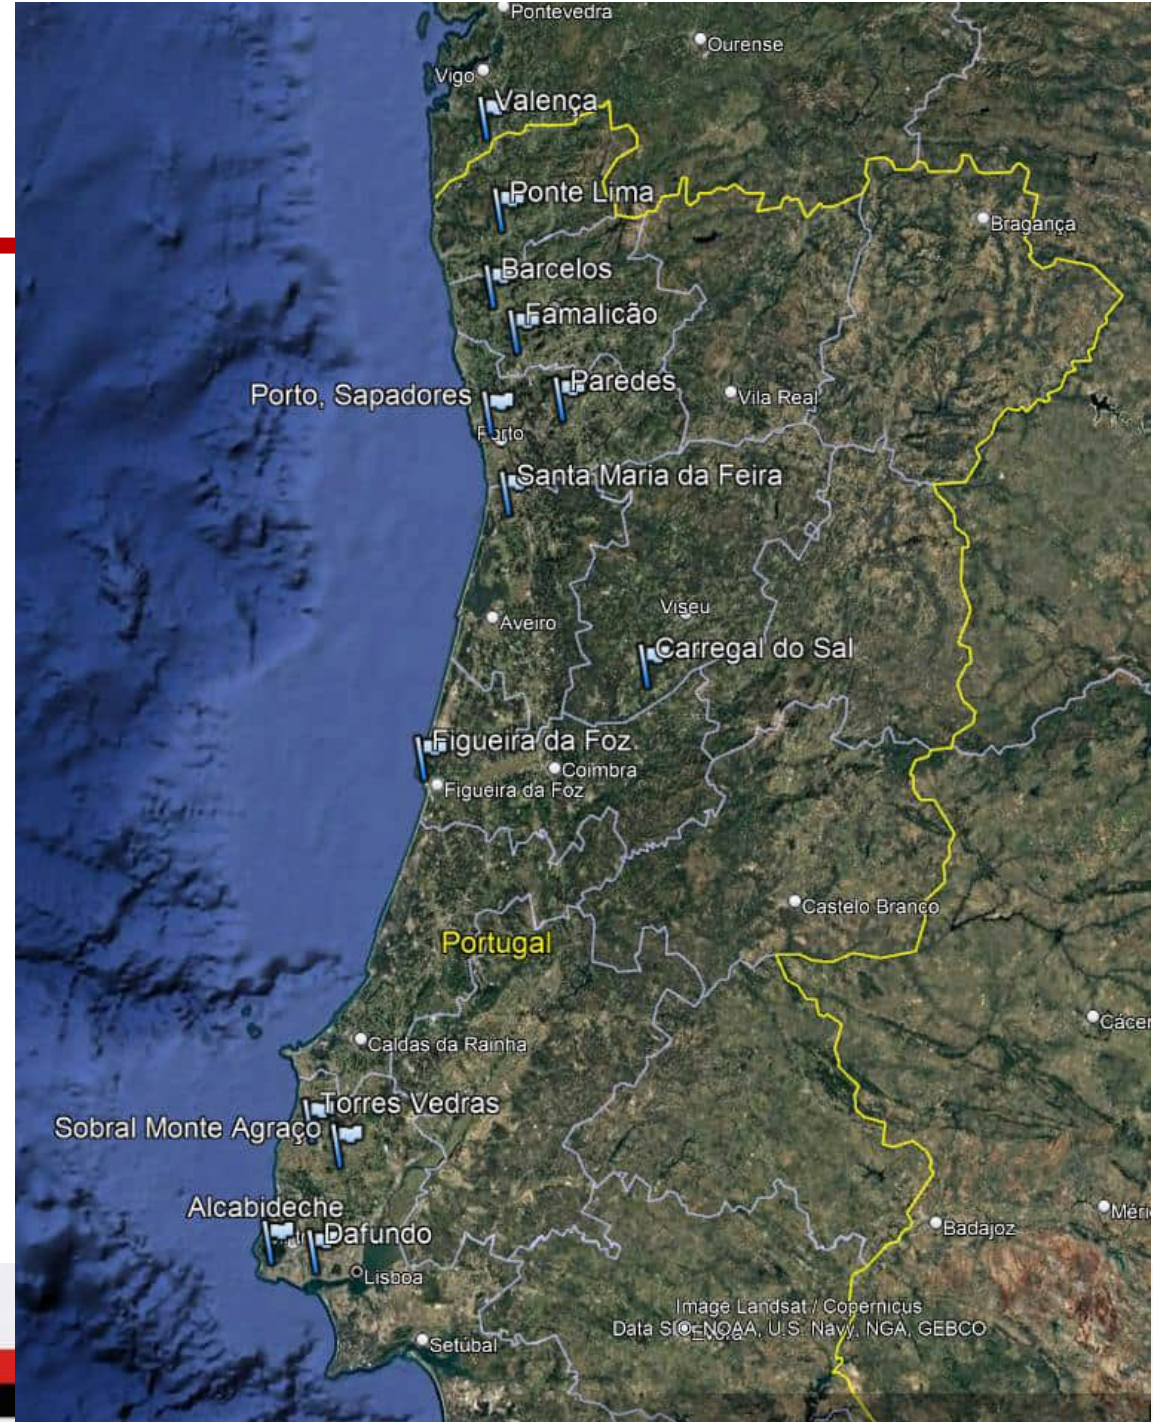 Pontevedra
Ourense
Vigo
Valença
Ponte Lima
Bragança
Barcelos
Famalicão
Paredes
Porto, Sapadores
Vila Real
Porto
Santa Maria da Feira
Viseu
Aveiro
Carregal do Sal
Figueira da Foz
Coimbra
Figueira da Foz
Castelo Branco
Portugal
Cácer
Caldas da Rainha
Torres Vedras
Sobral Monte Agraço
Alcabideche
Méri
Badajoz
Dafundo
Lisboa
Image Landsat / Copernicus
Data SIO, NOAA, U.S. Navy, NGA, GEBCO
Setúbal